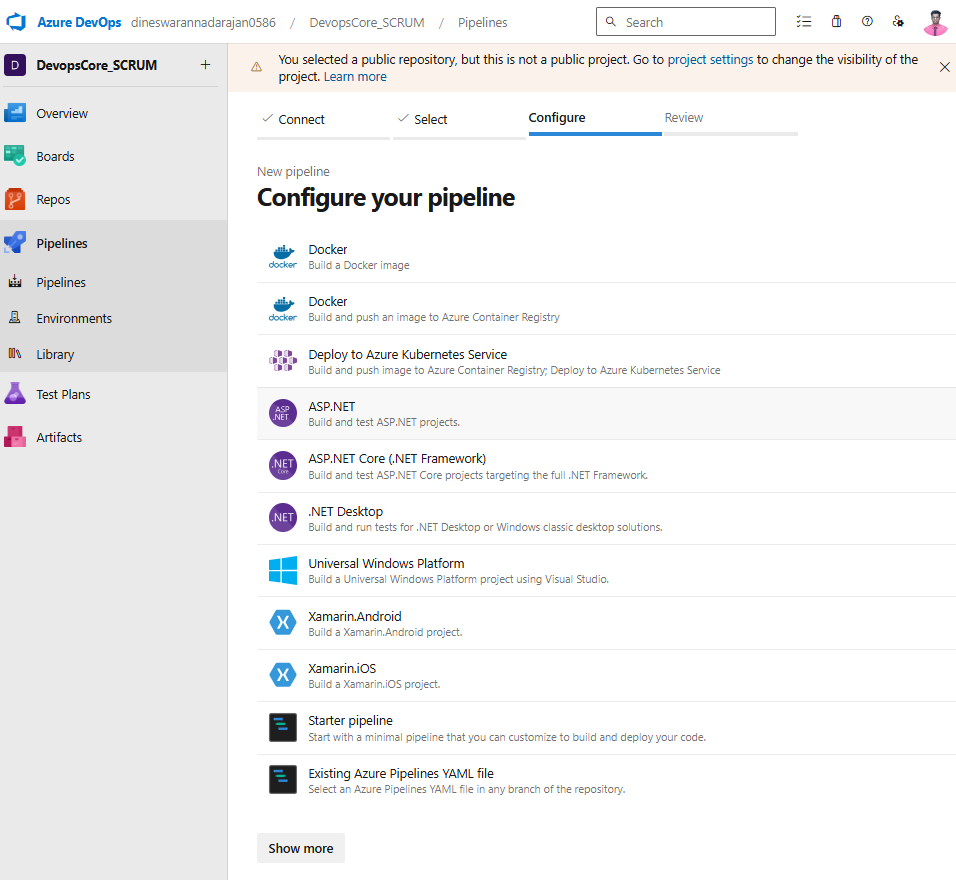 Azure DevOps dineswarannadarajan0586 / DevopsCore_SCRUM / Pipelines Search
D DevopsCore_SCRUM +
Overview
Boards
Repos
Pipelines
Pipelines
Environments
Library
Test Plans
Artifacts
You selected a public repository, but this is not a public project. Go to project settings to change the visibility of the
project. Learn more
Connect Select Configure Review
New pipeline
Configure your pipeline
docker
Docker
Build a Docker image
docker
Docker
Build and push an image to Azure Container Registry
Deploy to Azure Kubernetes Service
Build and push image to Azure Container Registry; Deploy to Azure Kubernetes Service
ASP
.NET
ASP.NET
Build and test ASP.NET projects.
.NET
Core
ASP.NET Core (.NET Framework)
Build and test ASP.NET Core projects targeting the full .NET Framework.
.NET
.NET Desktop
Build and run tests for .NET Desktop or Windows classic desktop solutions.
Universal Windows Platform
Build a Universal Windows Platform project using Visual Studio.
X
Xamarin.Android
Build a Xamarin.Android project.
X
Xamarin.iOS
Build a Xamarin.iOS project.
Starter pipeline
Start with a minimal pipeline that you can customize to build and deploy your code.
Existing Azure Pipelines YAML file
Select an Azure Pipelines YAML file in any branch of the repository.
Show more